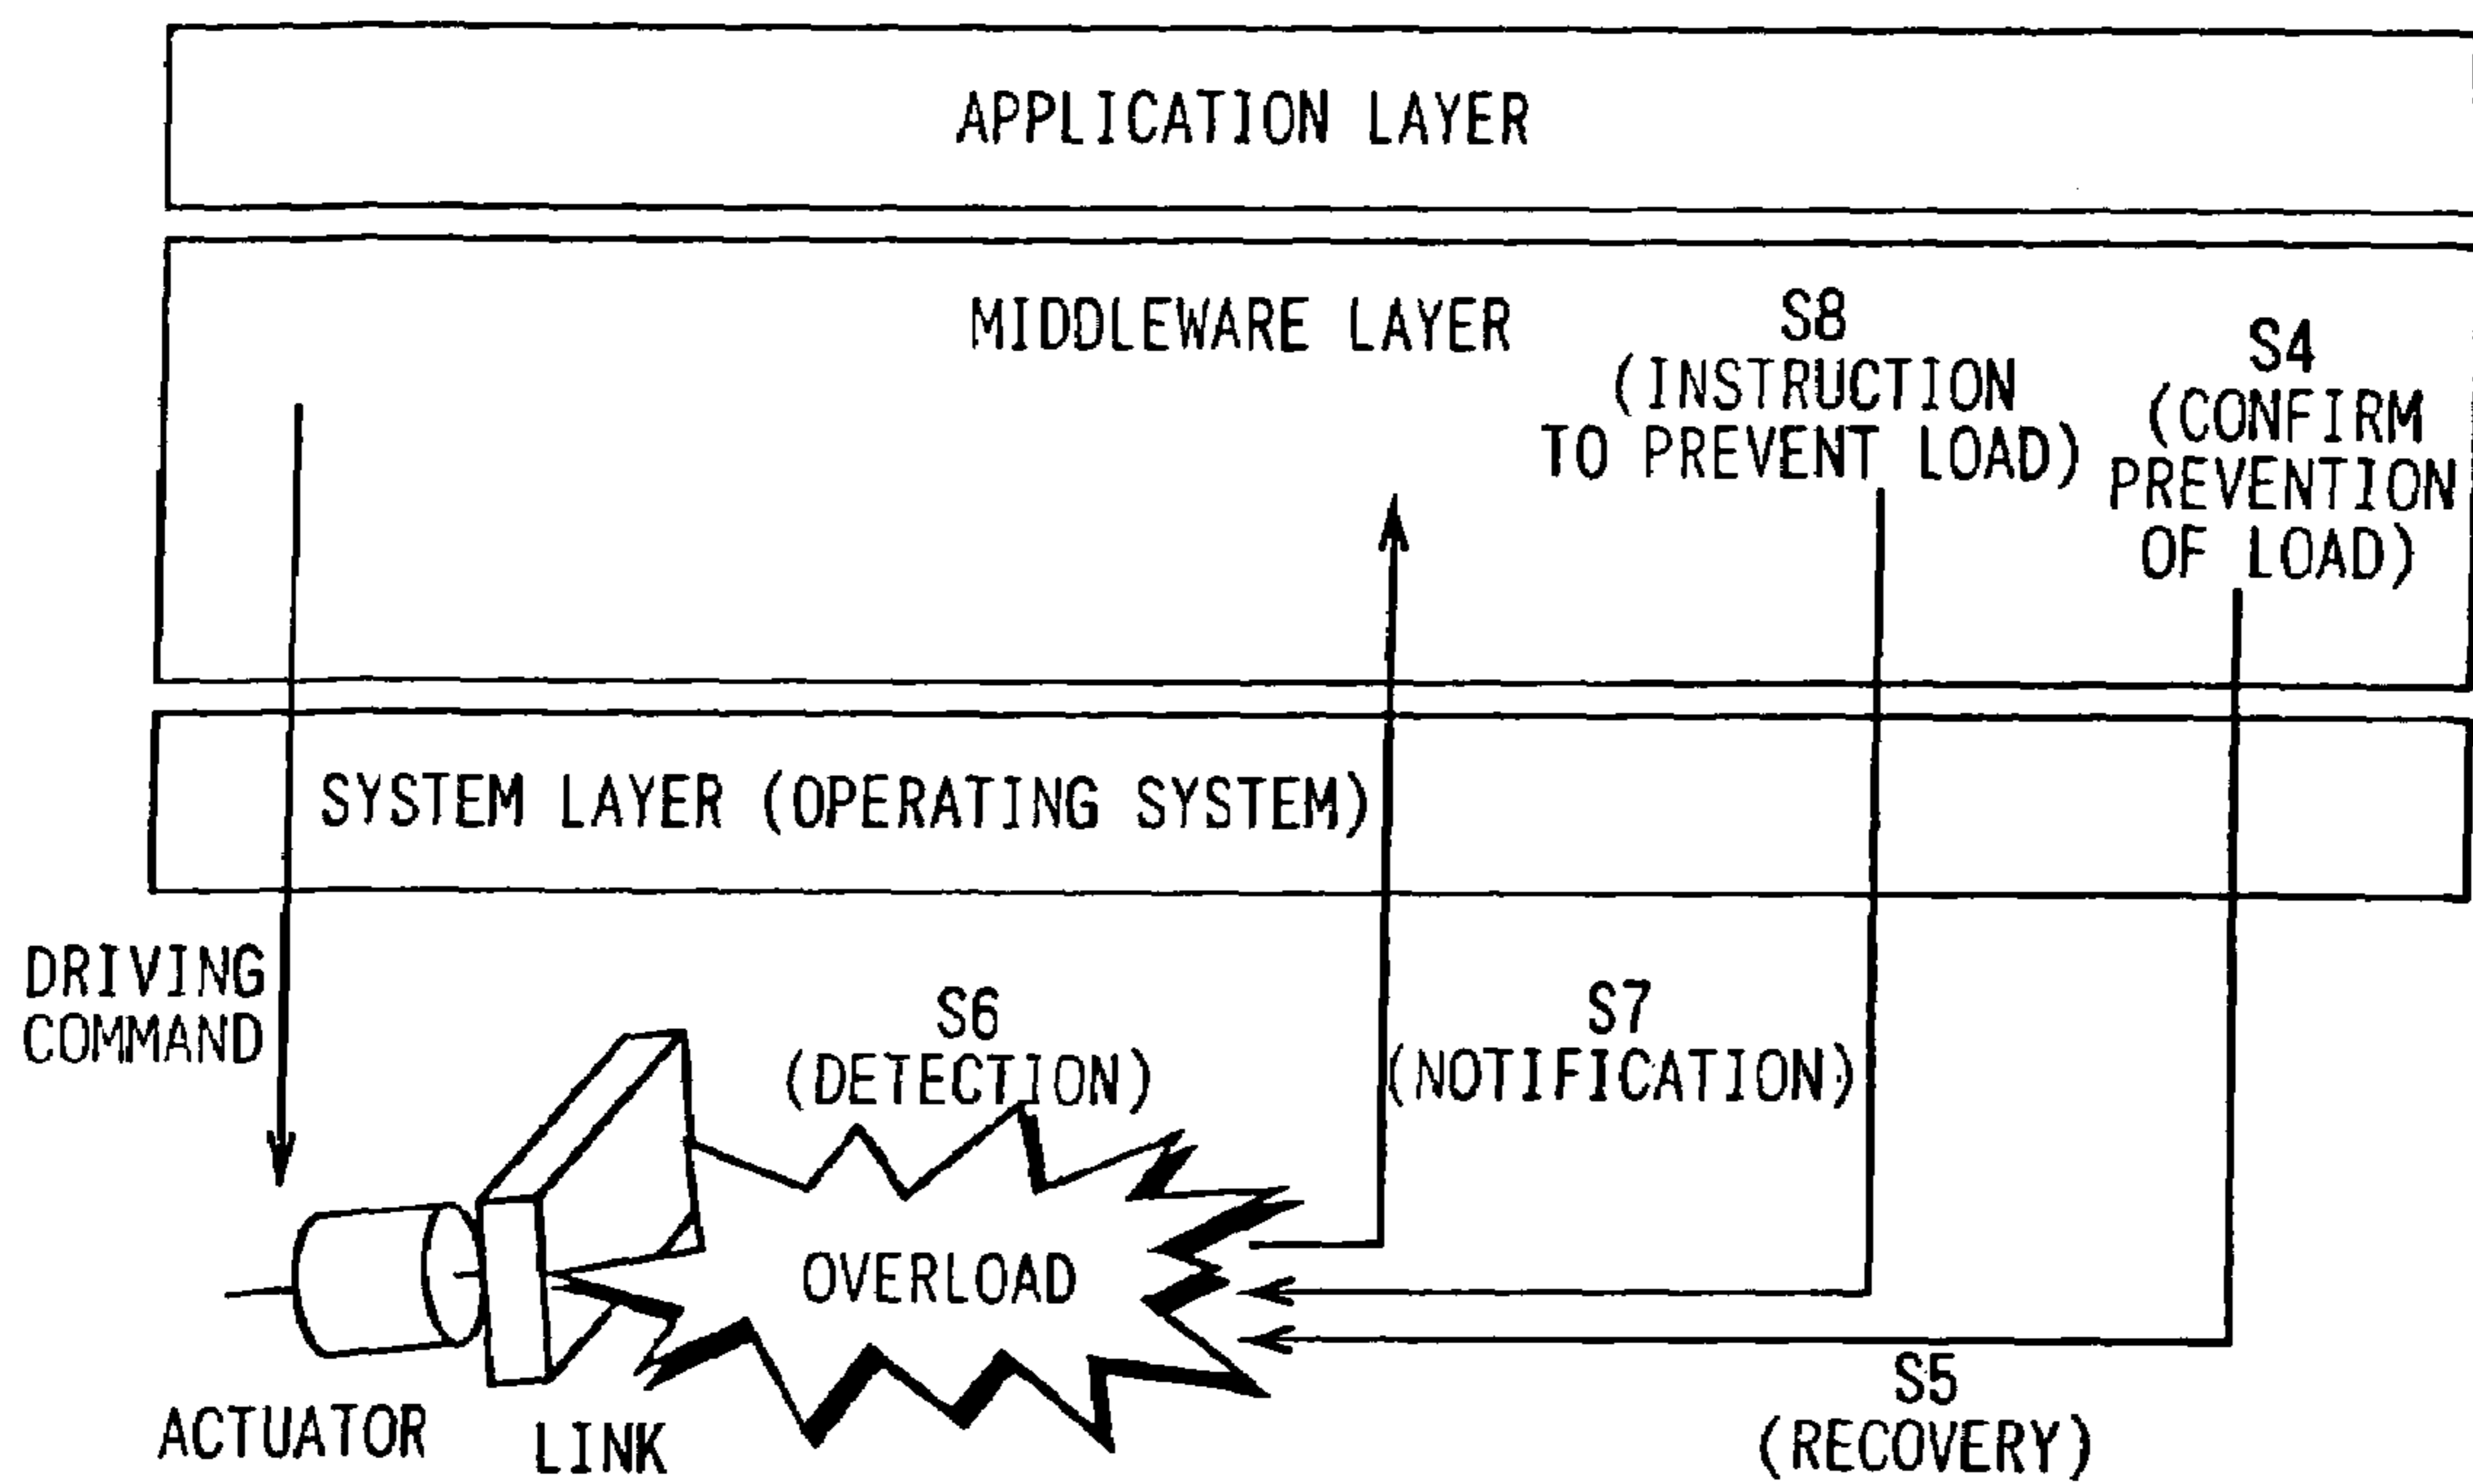 APPLICATION LAYER
MIDDLEWARE LAYER
S8
(INSTRUCTION
TO PREVENT LOAD)
S4
(CONFIRM
PREVENTION
OF LOAD)
SYSTEM LAYER (OPERATING SYSTEM)
DRIVING
COMMAND
S6
(DETECTION)
S7
(NOTIFICATION)
OVERLOAD
S5
(RECOVERY)
ACTUATOR
LINK